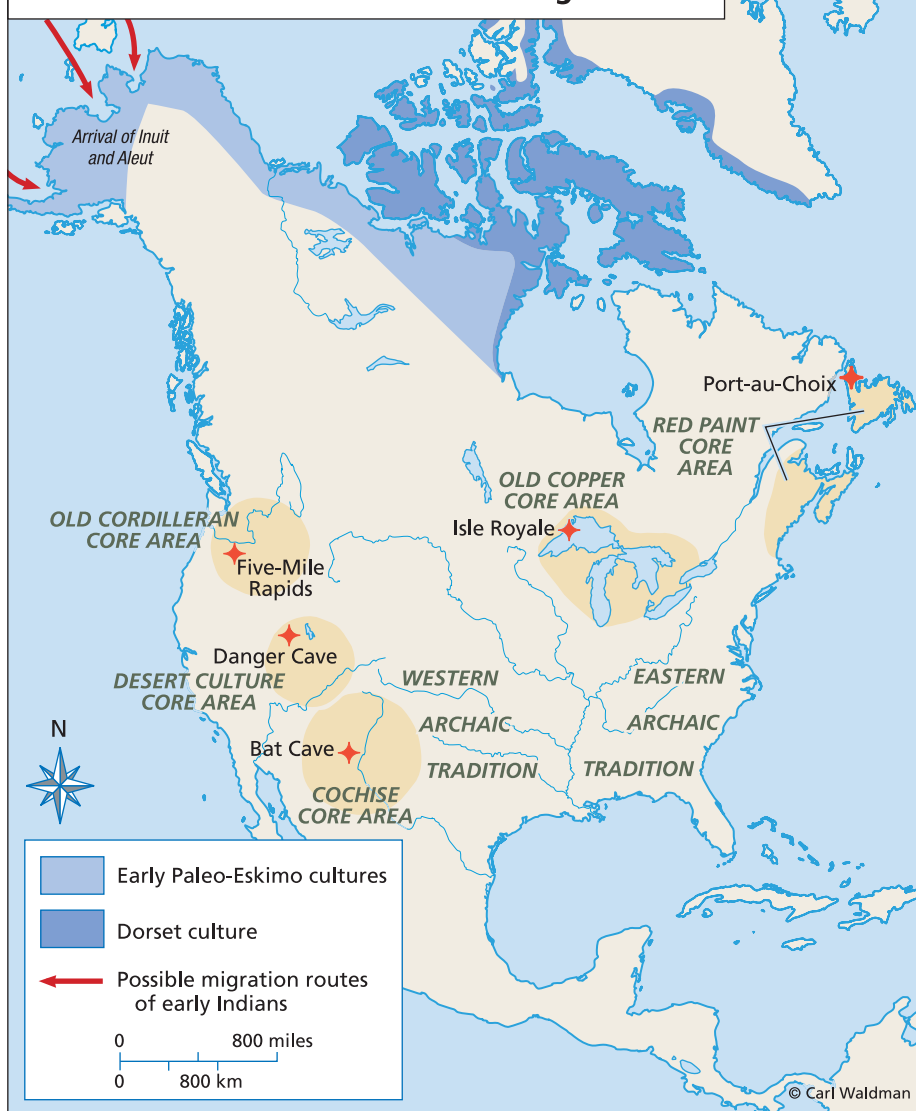 Arrival of Inuit
and Aleut
Port-au-Choix
RED PAINT
CORE
AREA
OLD COPPER
CORE AREA
Isle Royale
OLD CORDILLERAN
CORE AREA
Five-Mile
Rapids
Danger Cave
DESERT CULTURE
CORE AREA
WESTERN
ARCHAIC
TRADITION
EASTERN
ARCHAIC
TRADITION
Bat Cave
COCHISE
CORE AREA
N
Early Paleo-Eskimo cultures
Dorset culture
Possible migration routes
of early Indians
0 800 miles
0 800 km
© Carl Waldman